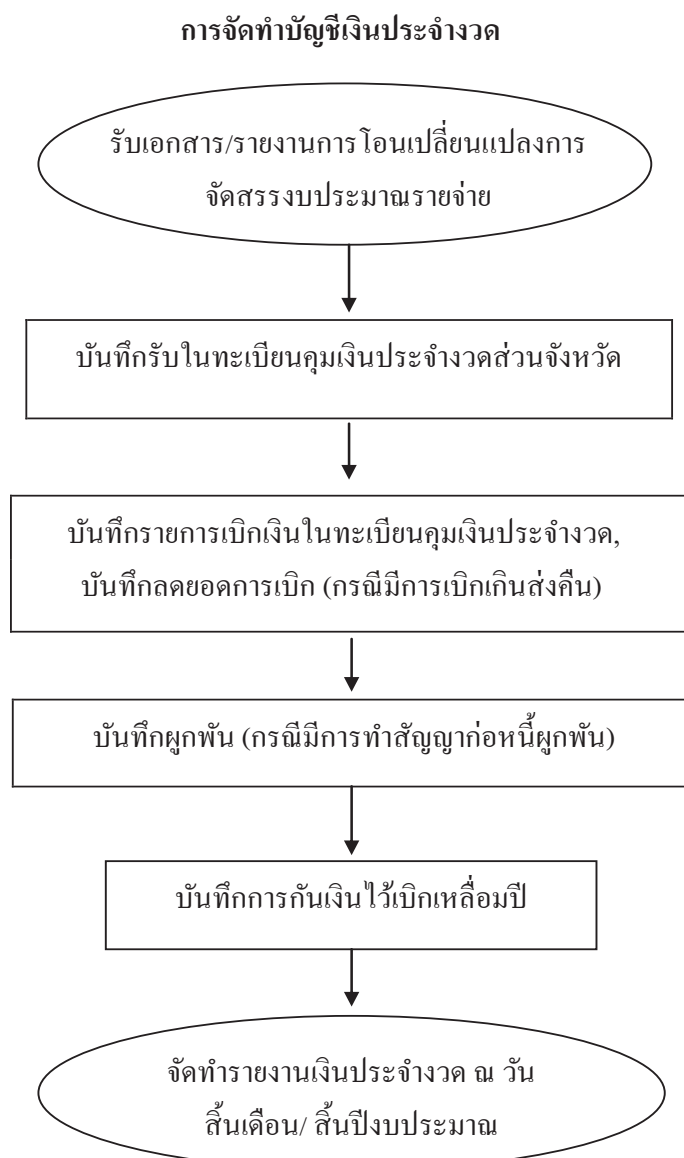 การจัดทำบัญชีเงินประจำงวด
รับเอกสาร/รายงานการโอนเปลี่ยนแปลงการ
จัดสรรงบประมาณรายจ่าย
บันทึกรับในทะเบียนคุมเงินประจำงวดส่วนจังหวัด
บันทึกรายการเบิกเงินในทะเบียนคุมเงินประจำงวด,
บันทึกลดยอดการเบิก (กรณีมีการเบิกเกินส่งคืน)
บันทึกผูกพัน (กรณีมีการทำสัญญาก่อหนี้ผูกพัน)
บันทึกการกันเงินไว้เบิกเหลื่อมปี
จัดทำรายงานเงินประจำงวด ณ วัน
สิ้นเดือน/ สิ้นปีงบประมาณ